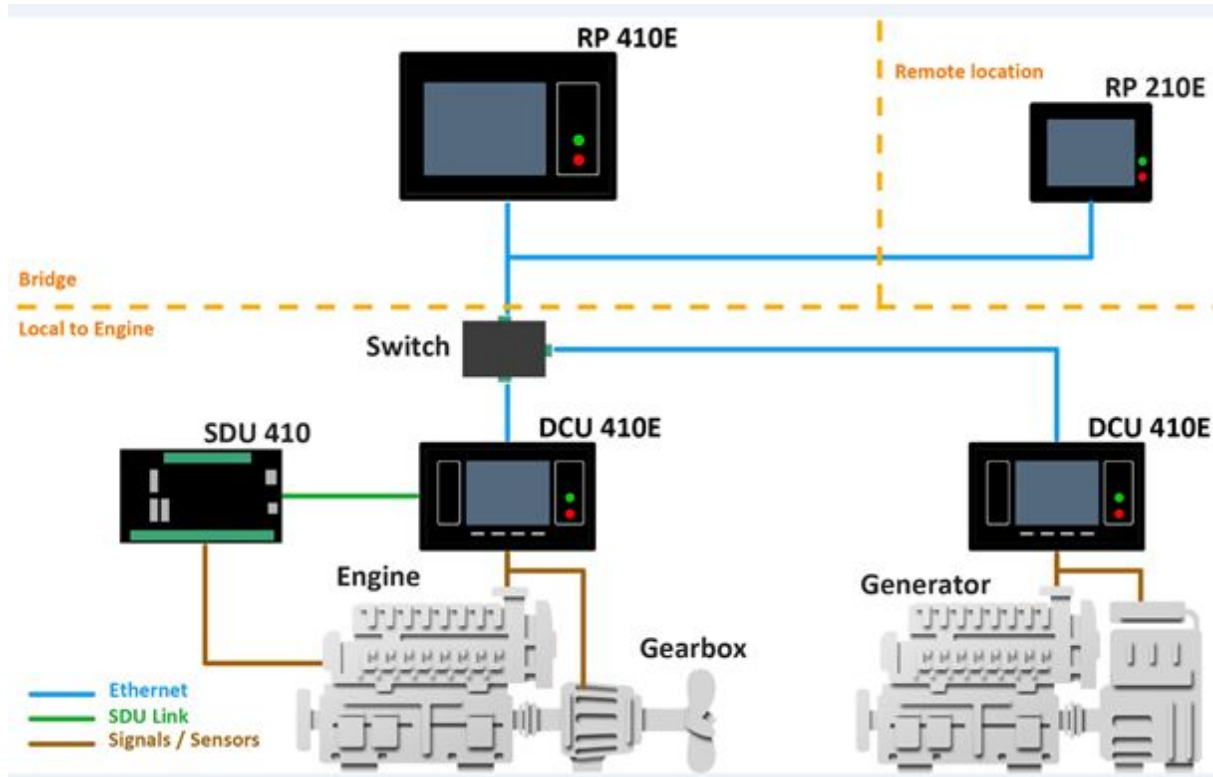 RP 410E
Remote location
RP 210E
Bridge
Local to Engine
Switch
SDU 410
DCU 410E
DCU 410E
Engine
Generator
Gearbox
Ethernet
SDU Link
Signals / Sensors